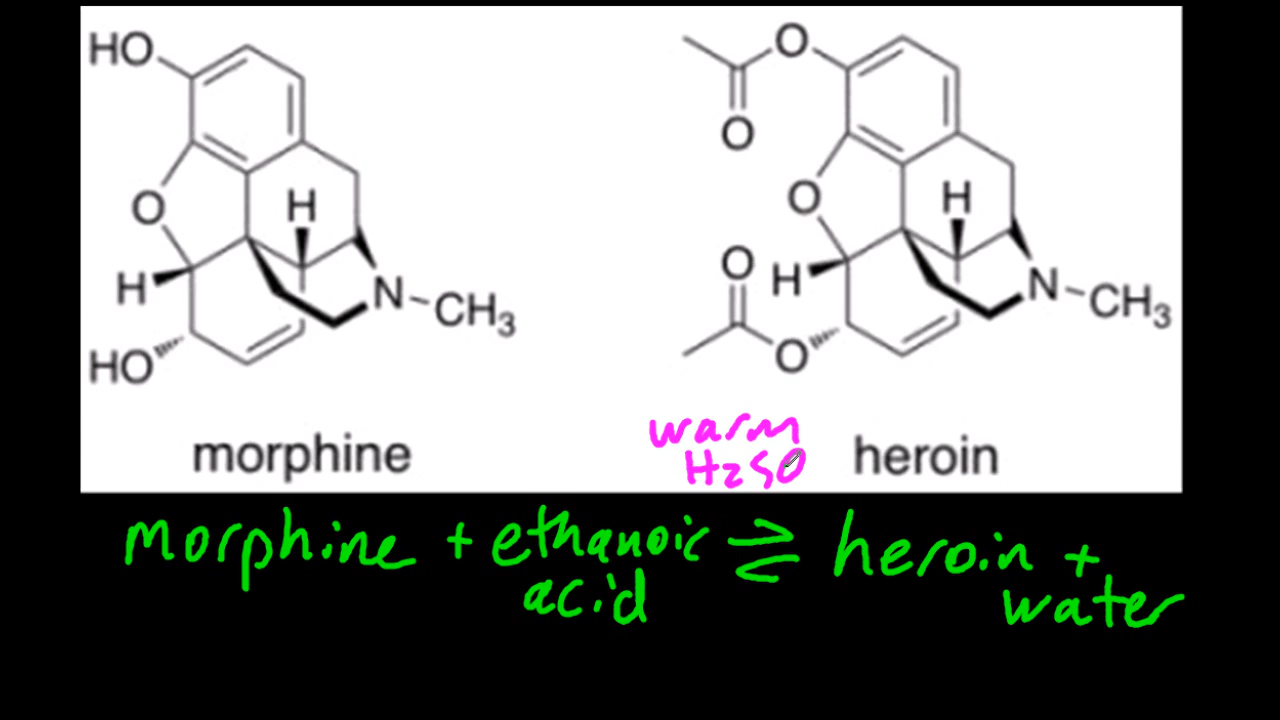 HO
O
O
O
H
H
O
H
N
CH₃
HO
O
H
H
N
CH₃
O
morphine
warm
H2SO
heroin
morphine + ethanoic ⇌ heroin +
acid
water